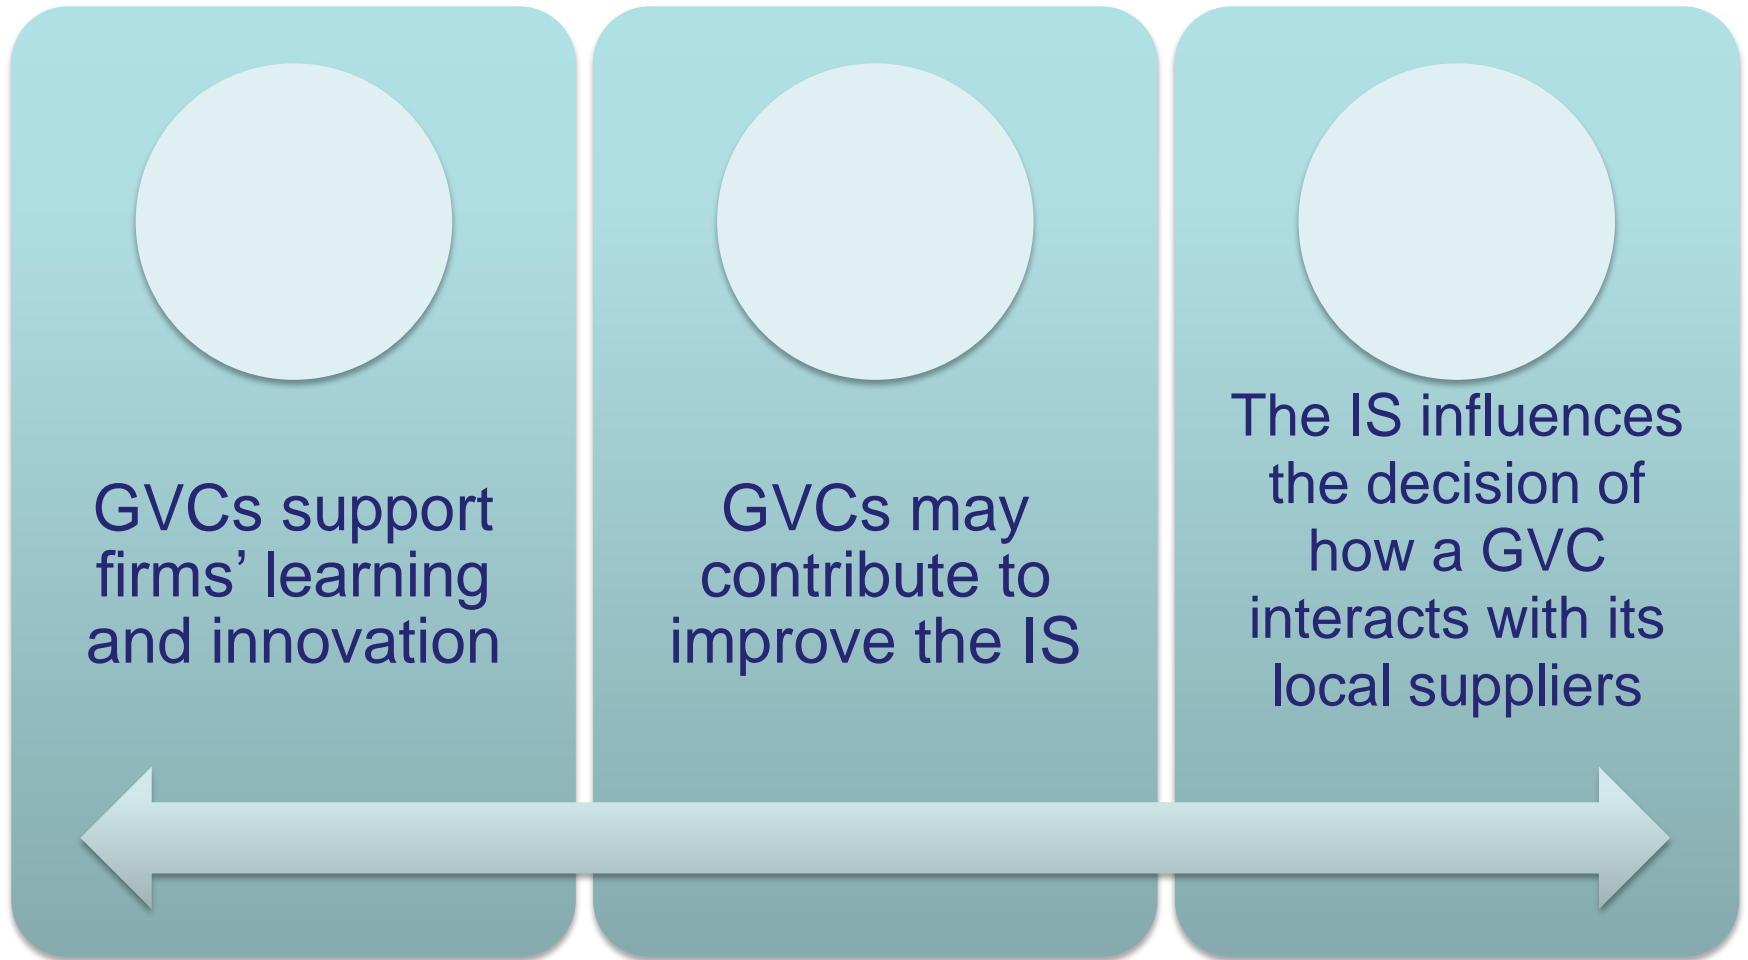 GVCs support
firms’ learning
and innovation
GVCs may
contribute to
improve the IS
The IS influences
the decision of
how a GVC
interacts with its
local suppliers